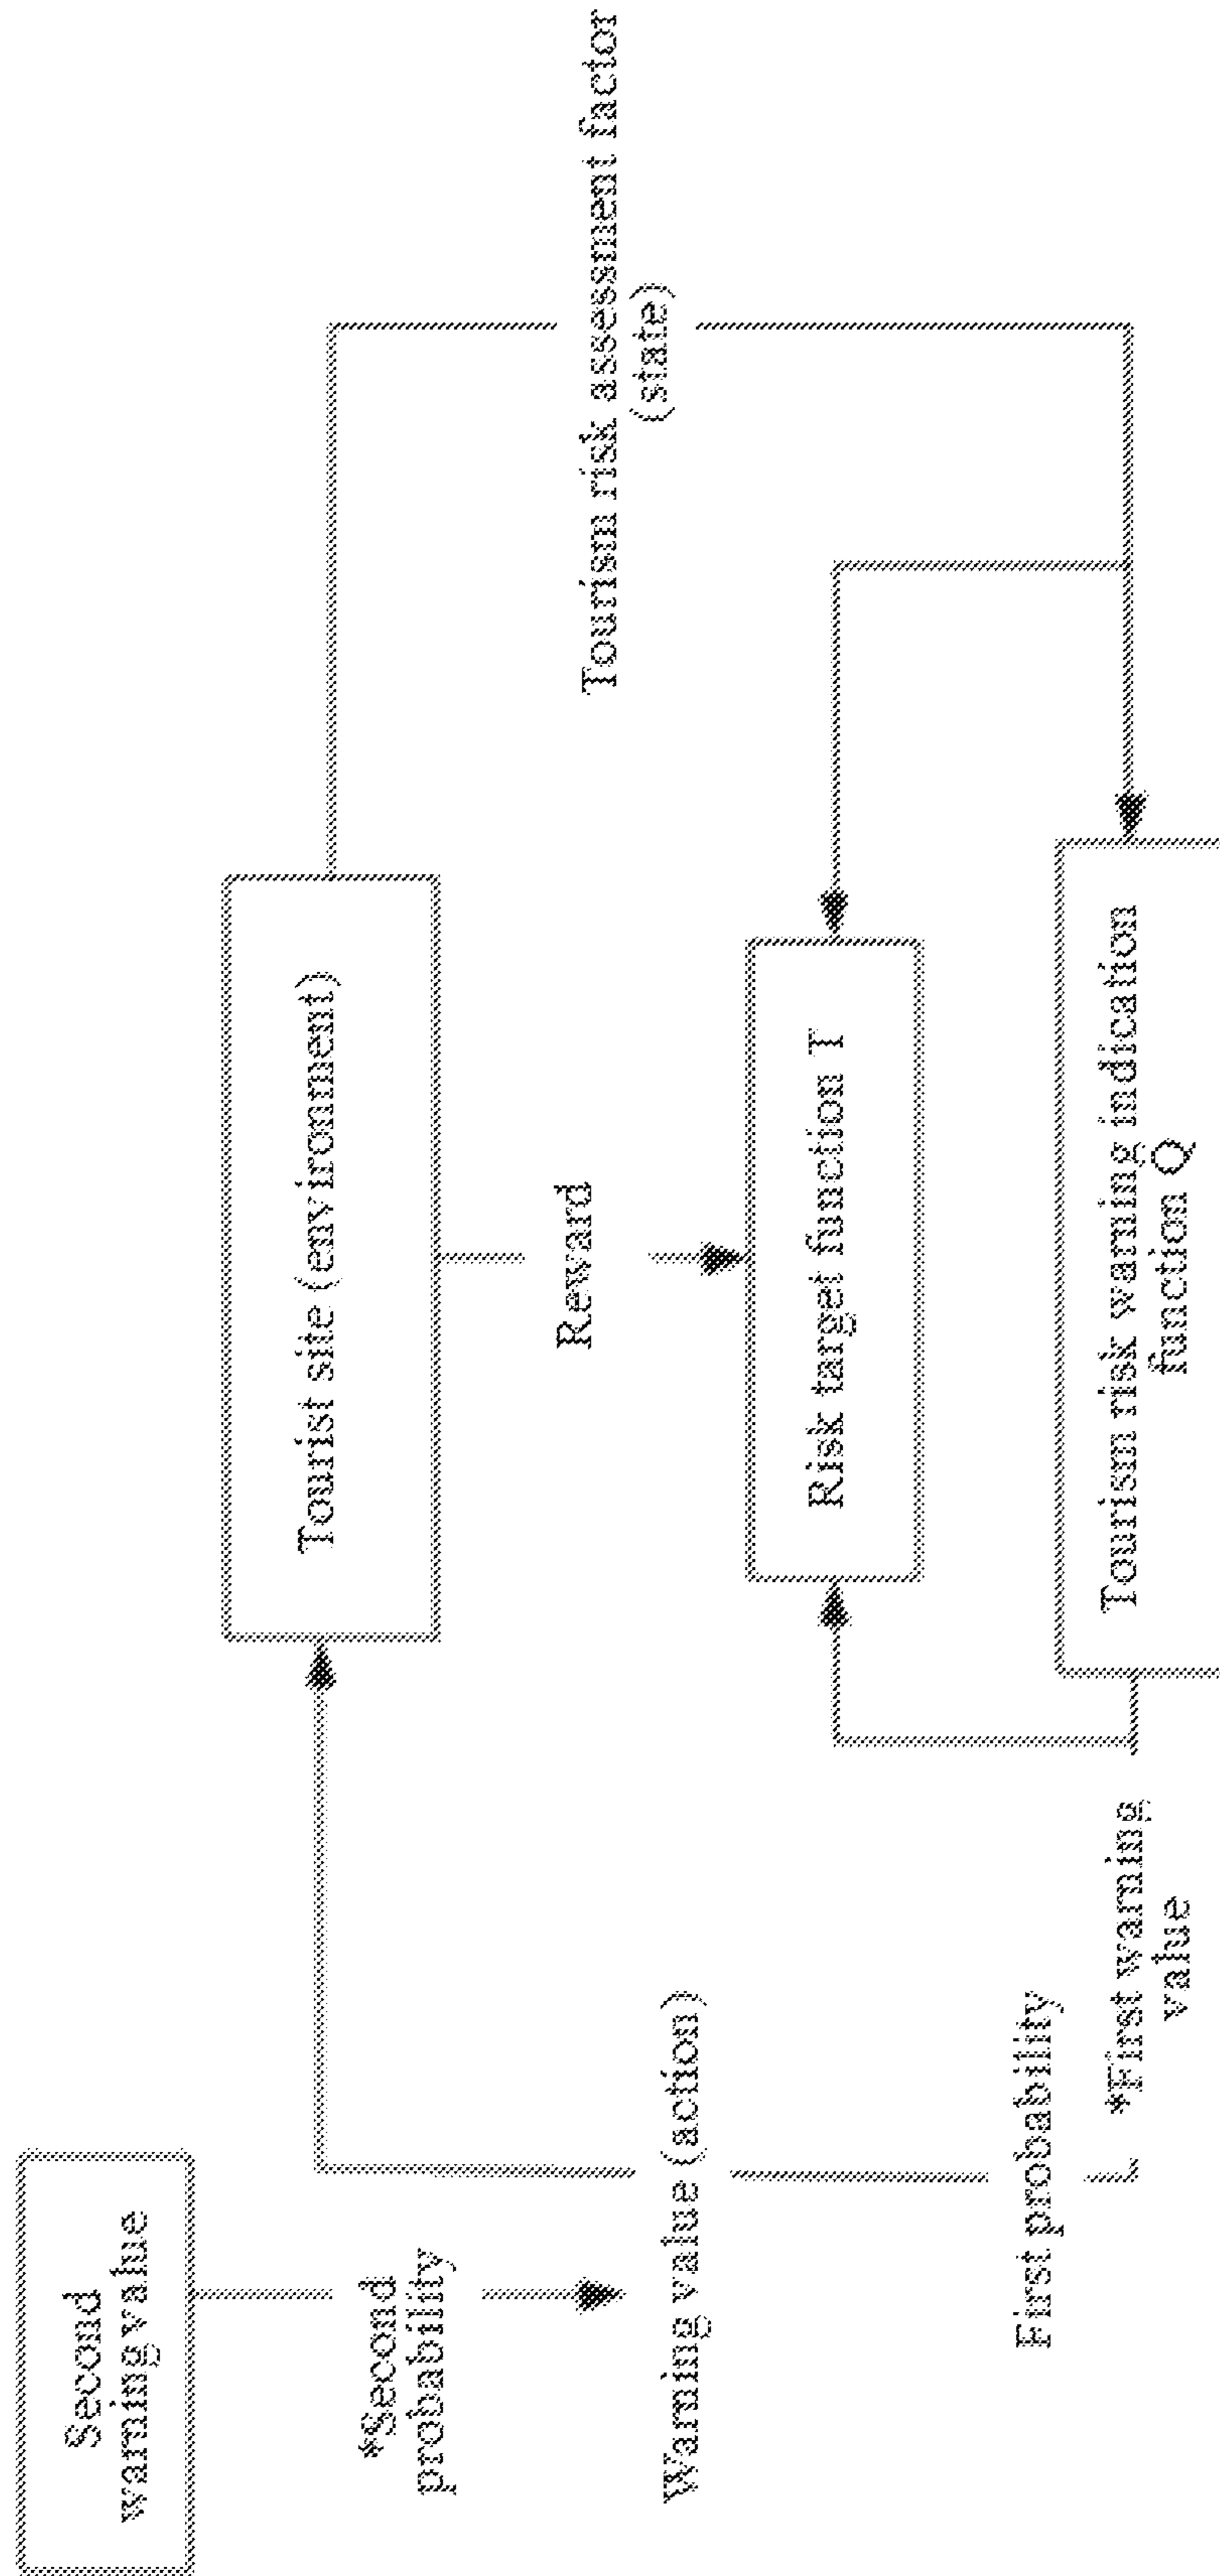 Second
warning value
*Second
probability
Warning value (action)
First probability
*First warning
value
Tourist site (environment)
Reward
Risk target function T
Tourism risk warning indication
function Q
Tourism risk assessment factor
(state)